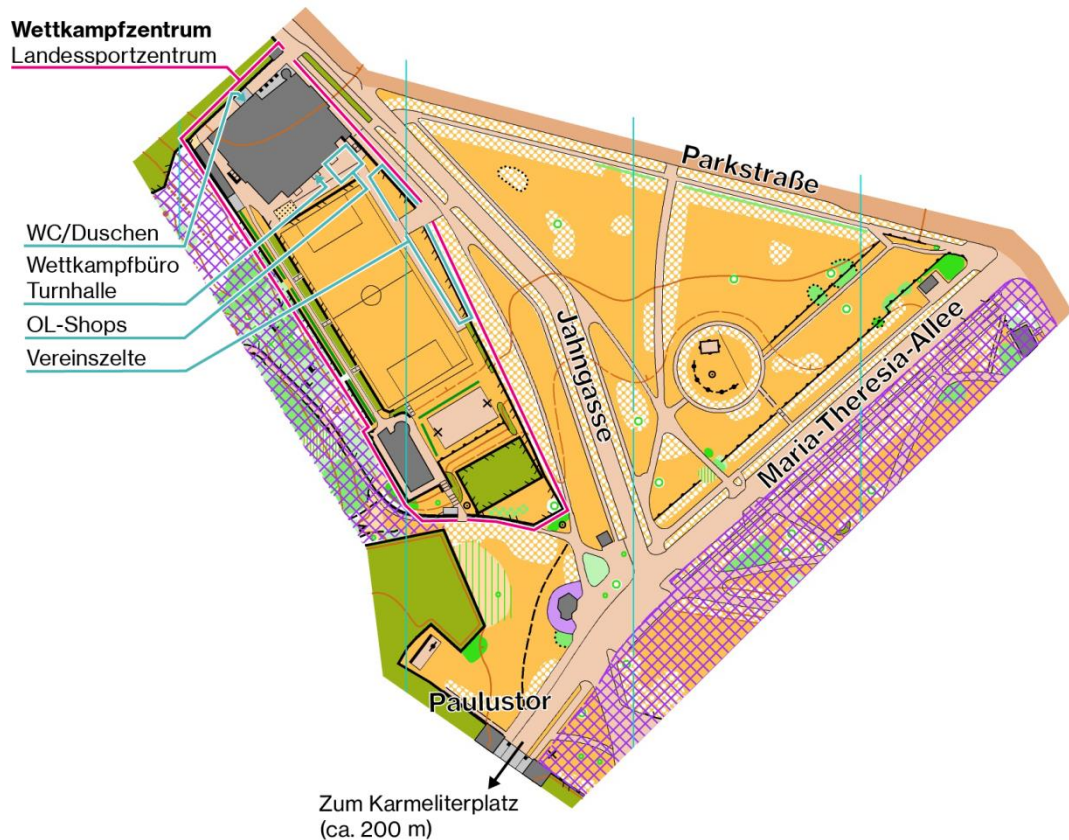 Wettkampfzentrum
Landessportzentrum
Parkstraße
WC/Duschen
Wettkampfbüro
Turnhalle
OL-Shops
Vereinszelte
Jahngasse
Maria-Theresia-Allee
Paulustor
Zum Karmeliterplatz
(ca. 200 m)